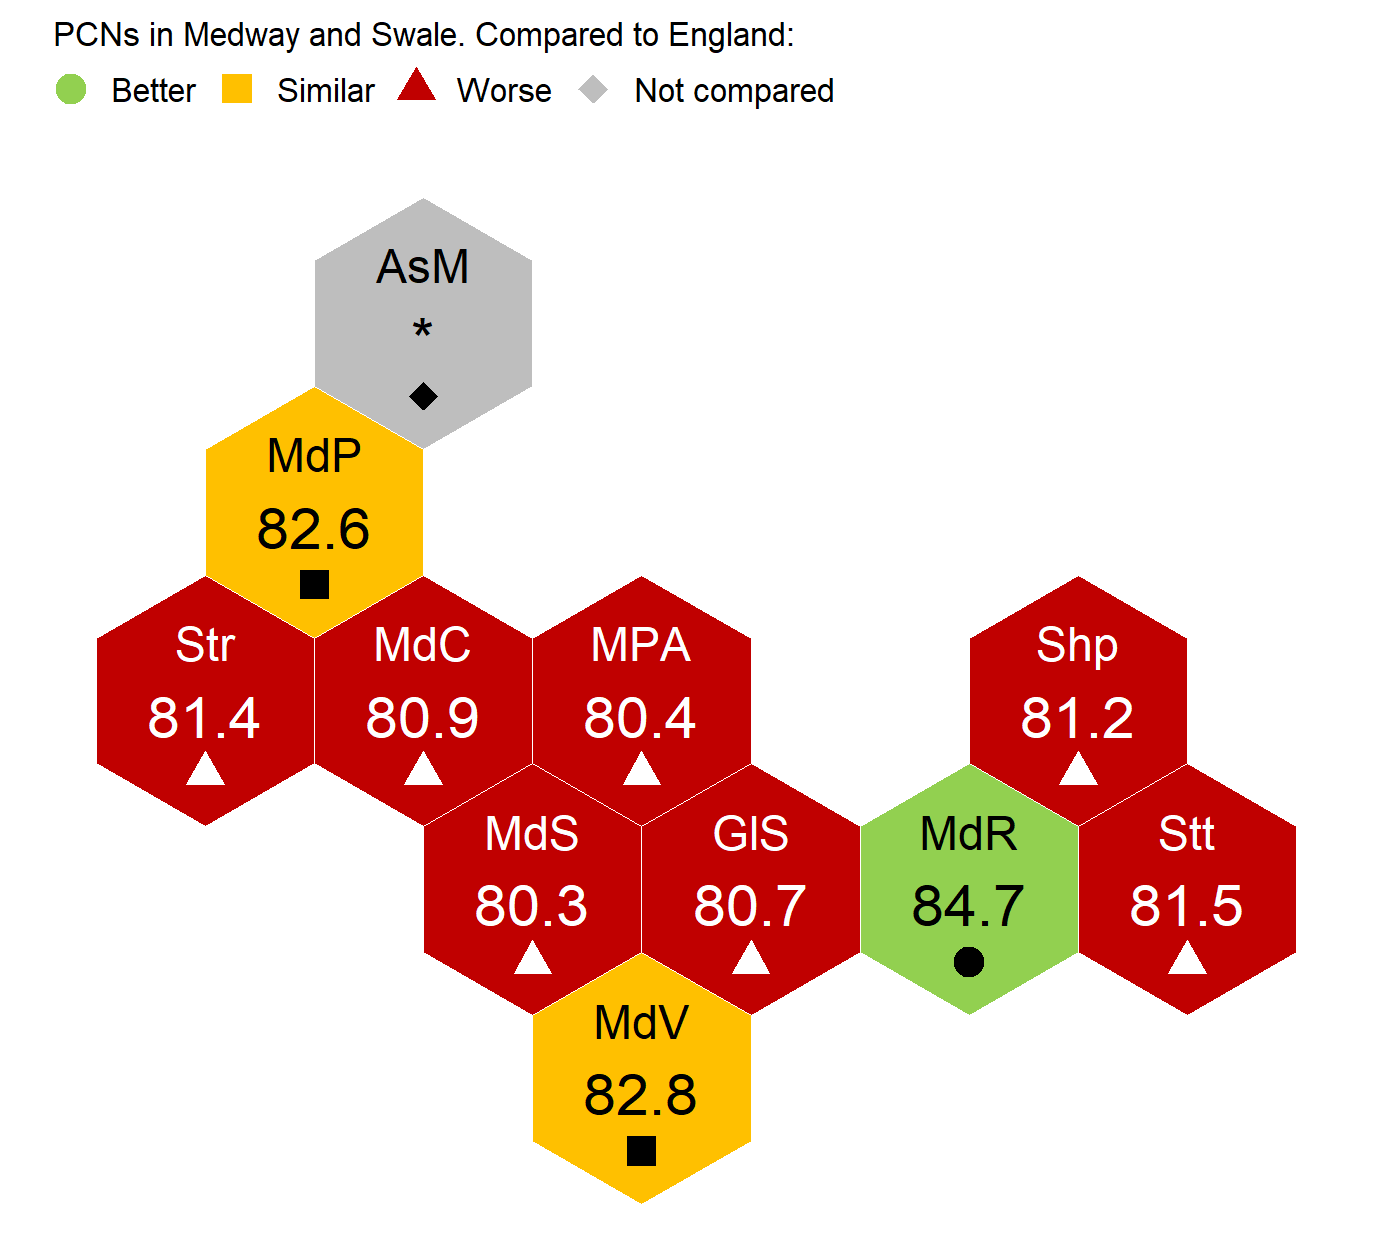 PCNs in Medway and Swale. Compared to England:
Better Similar Worse Not compared
AsM
*
MdP
82.6
Str
81.4
MdC
80.9
MPA
80.4
Shp
81.2
MdS
80.3
GlS
80.7
MdR
84.7
Stt
81.5
MdV
82.8